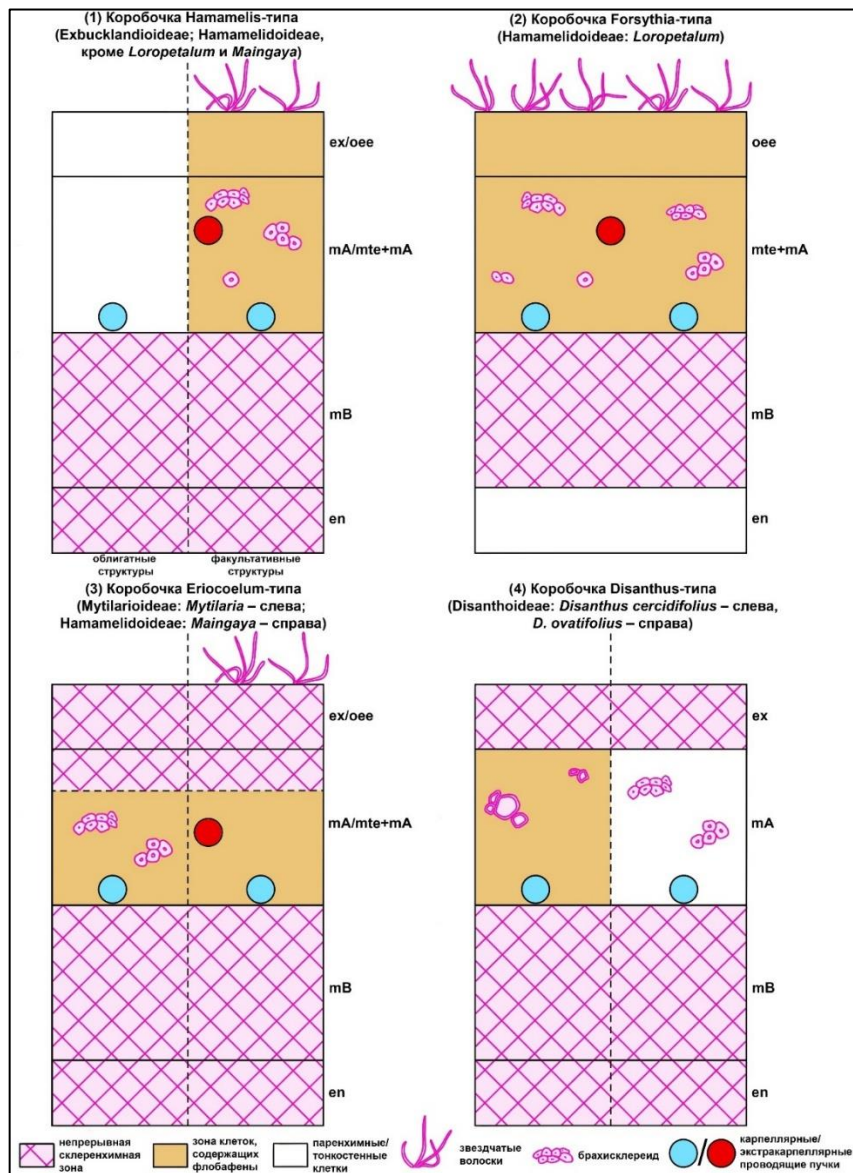 (1) Коробочка Hamamelis-типа
(Exbucklandioideae; Hamamelidoideae,
кроме Loropetalum и Maingaya)
ex/oee
mA/mte+mA
mB
en
облигатные
структуры
факультативные
структуры
(2) Коробочка Forsythia-типа
(Hamamelidoideae: Loropetalum)
oee
mte+mA
mB
en
(3) Коробочка Eriocoelum-типа
(Mytilarioideae: Mytilaria – слева;
Hamamelidoideae: Maingaya – справа)
ex/oee
mA/mte+mA
mB
en
(4) Коробочка Disanthus-типа
(Disanthoideae: Disanthus cercidifolius – слева,
D. ovatifolius – справа)
ex
mA
mB
en
непрерывная
склеренхимная
зона
зона клеток,
содержащих
флобафены
паренхимные/
тонкостенные
клетки
звездчатые
волоски
брахисклереид
карпеллярные/
экстракарпеллярные
проводящие пучки